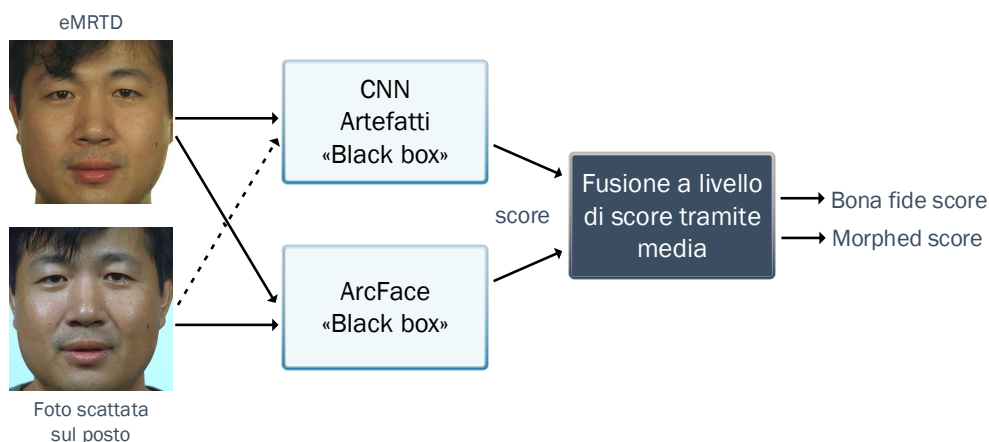 eMRTD
CNN
Artefatti
«Black box»
Fusione a livello
di score tramite
media
score
Bona fide score
Morphed score
ArcFace
«Black box»
Foto scattata
sul posto